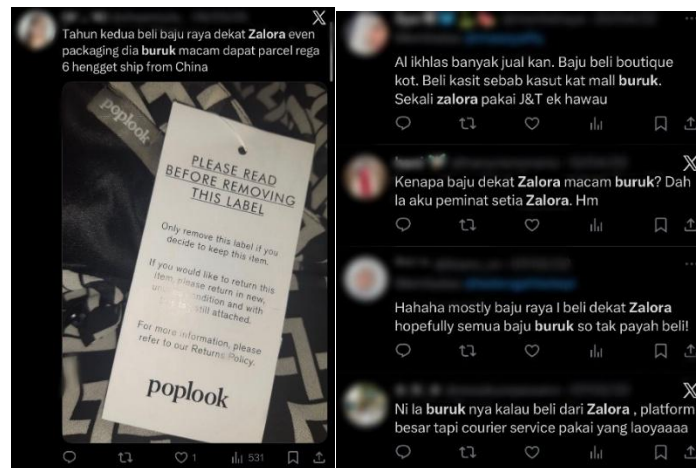 Tahun kedua beli baju raya dekat Zalora even
packaging dia buruk macam dapat parcel rega
6 hengget ship from China
poplook
PLEASE READ
BEFORE REMOVING
THIS LABEL
Only remove this label if you
decide to keep this item.
If you would like to return this
item, please return in new,
condition and with
still attached.
For more information, please
refer to our Returns Policy.
poplook
1
531
Al ikhlas banyak jual kan. Baju beli boutique
kot. Beli kasit sebab kasut kat mall buruk.
Sekali zalora pakai J&T ek hawau
Kenapa baju dekat Zalora macam buruk? Dah
la aku peminat setia Zalora. Hm
Hahaha mostly baju raya I beli dekat Zalora
hopefully semua baju buruk so tak payah beli!
Ni la buruk nya kalau beli dari Zalora , platform
besar tapi courier service pakai yang laoyaaaa